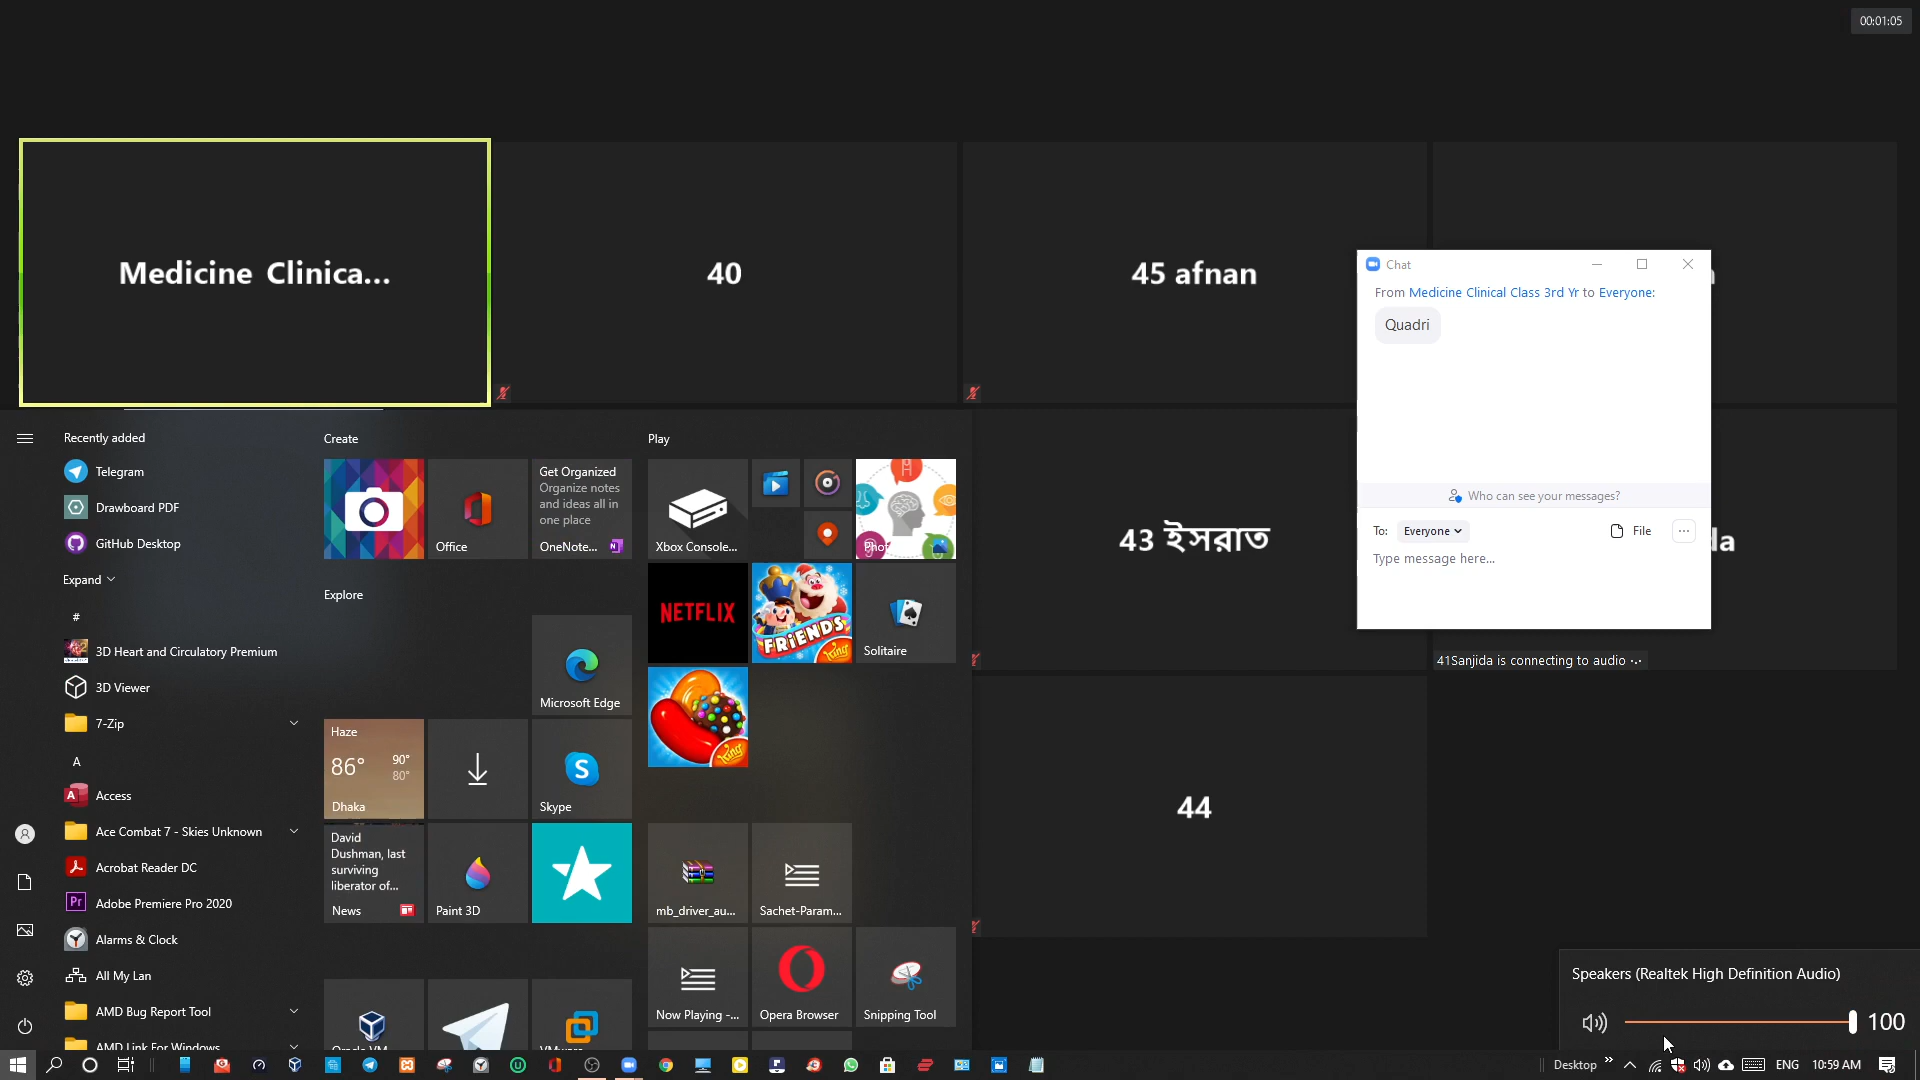 00:01:05
Medicine Clinica...
40
45 afnan
Chat
From Medicine Clinical Class 3rd Yr to Everyone:
Quadri
Who can see your messages?
To: Everyone
File
Type message here...
43 ইসরাত
da
41Sanjida is connecting to audio
44
Recently added
Telegram
Drawboard PDF
GitHub Desktop
Expand
#
3D Heart and Circulatory Premium
3D Viewer
7-Zip
A
Access
Ace Combat 7 - Skies Unknown
Acrobat Reader DC
Adobe Premiere Pro 2020
Alarms & Clock
All My Lan
AMD Bug Report Tool
AMD Link For Windows
Create
Office
Get Organized
Organize notes
and ideas all in
one place
OneNote...
Explore
Microsoft Edge
Haze
86° 90°
80°
Dhaka
Skype
David
Dushman, last
surviving
liberator of...
News
Paint 3D
Oracle VM
VMware
Play
Xbox Console...
NETFLIX
FRIENDS
King
Solitaire
King
mb_driver_au...
Sachet-Param...
Now Playing -...
Opera Browser
Snipping Tool
Speakers (Realtek High Definition Audio)
100
Desktop
ENG
10:59 AM